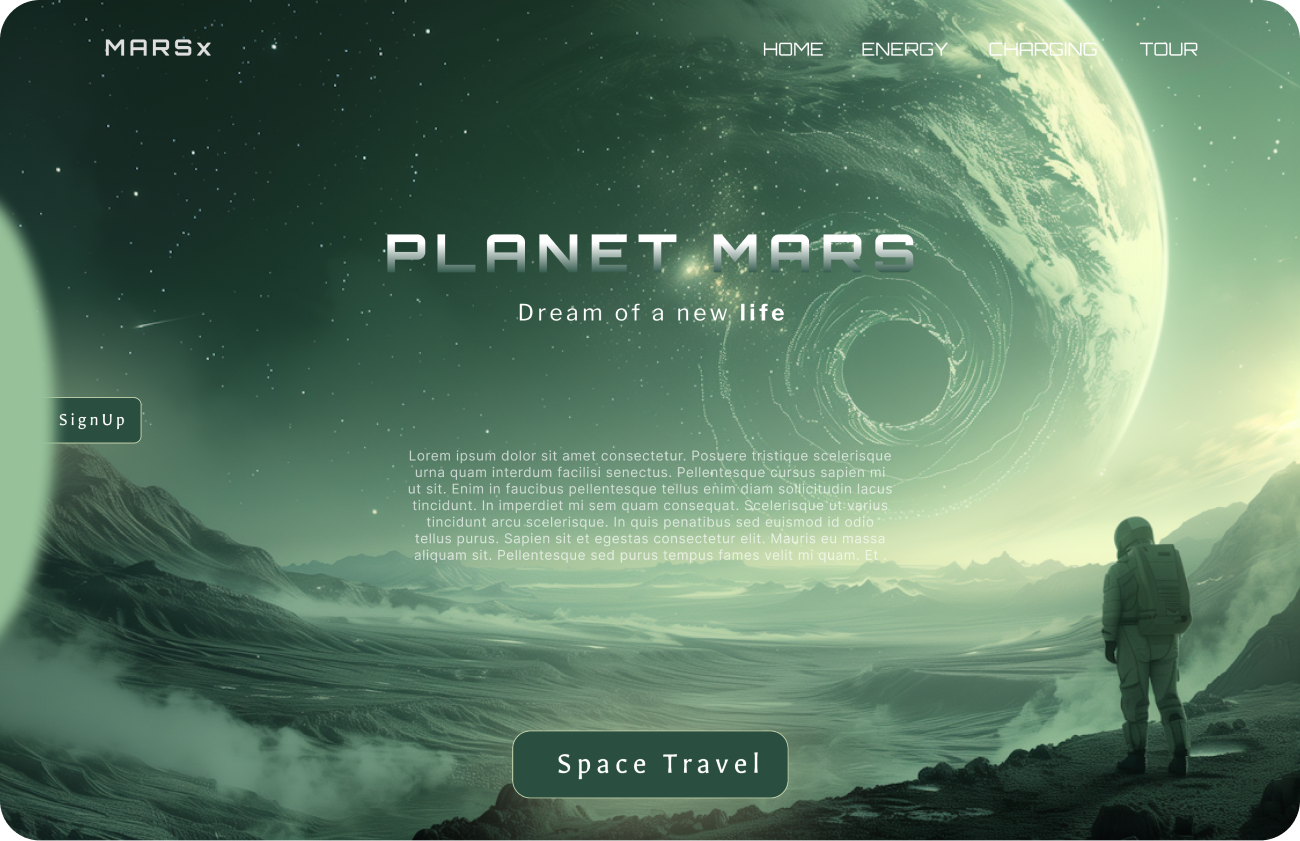 MARSx
HOME ENERGY CHARGING TOUR
PLANET MARS
Dream of a new life
SignUp
Lorem ipsum dolor sit amet consectetur. Posuere tristique scelerisque
urna quam interdum facilisi senectus. Pellentesque cursus sapien mi
ut sit. Enim in faucibus pellentesque tellus enim diam sollicitudin lacus
tincidunt. In imperdiet mi sem quam consequat. Scelerisque ut varius
tincidunt arcu scelerisque. In quis penatibus sed euismod id odio
tellus purus. Sapien sit et egestas consectetur elit. Mauris eu massa
aliquam sit. Pellentesque sed purus tempus fames velit mi quam. Et .
Space Travel